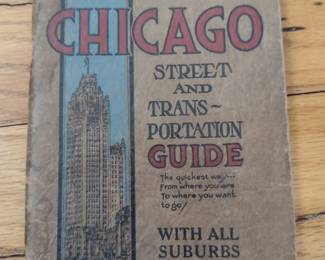 CHICAGO
STREET
AND
TRANS~
PORTATION
GUIDE
The quickest way!---
From where you are
To where you want
to go!
WITH ALL
SUBURBS